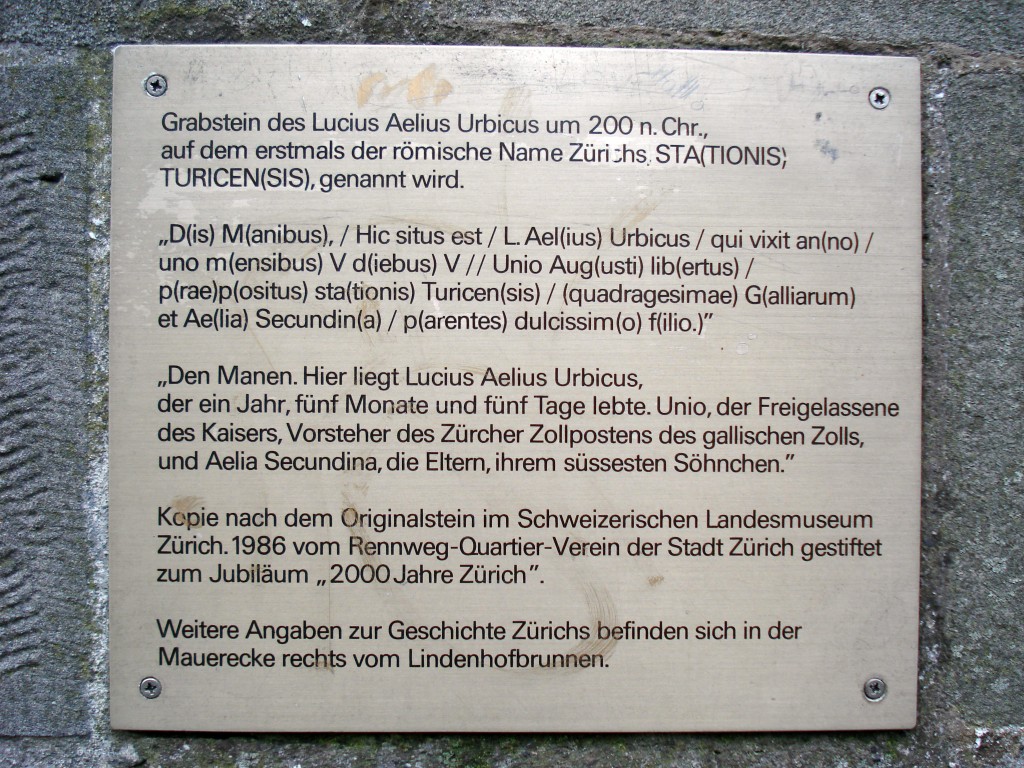 Grabstein des Lucius Aelius Urbicus um 200 n. Chr.,
auf dem erstmals der römische Name Zürichs, STA(TIONIS)
TURICEN(SIS), genannt wird.
„D(is) M(anibus), / Hic situs est / L. Ael(ius) Urbicus / qui vixit an(no) /
uno m(ensibus) V d(iebus) V // Unio Aug(usti) lib(ertus) /
p(rae)p(ositus) sta(tionis) Turicen(sis) / (quadragesimae) G(alliarum)
et Ae(lia) Secundin(a) / p(arentes) dulcissim(o) f(ilio.)”
„Den Manen. Hier liegt Lucius Aelius Urbicus,
der ein Jahr, fünf Monate und fünf Tage lebte. Unio, der Freigelassene
des Kaisers, Vorsteher des Zürcher Zollpostens des gallischen Zolls,
und Aelia Secundina, die Eltern, ihrem süssesten Söhnchen.”
Kopie nach dem Originalstein im Schweizerischen Landesmuseum
Zürich. 1986 vom Rennweg-Quartier-Verein der Stadt Zürich gestiftet
zum Jubiläum „2000 Jahre Zürich”.
Weitere Angaben zur Geschichte Zürichs befinden sich in der
Mauerecke rechts vom Lindenhofbrunnen.